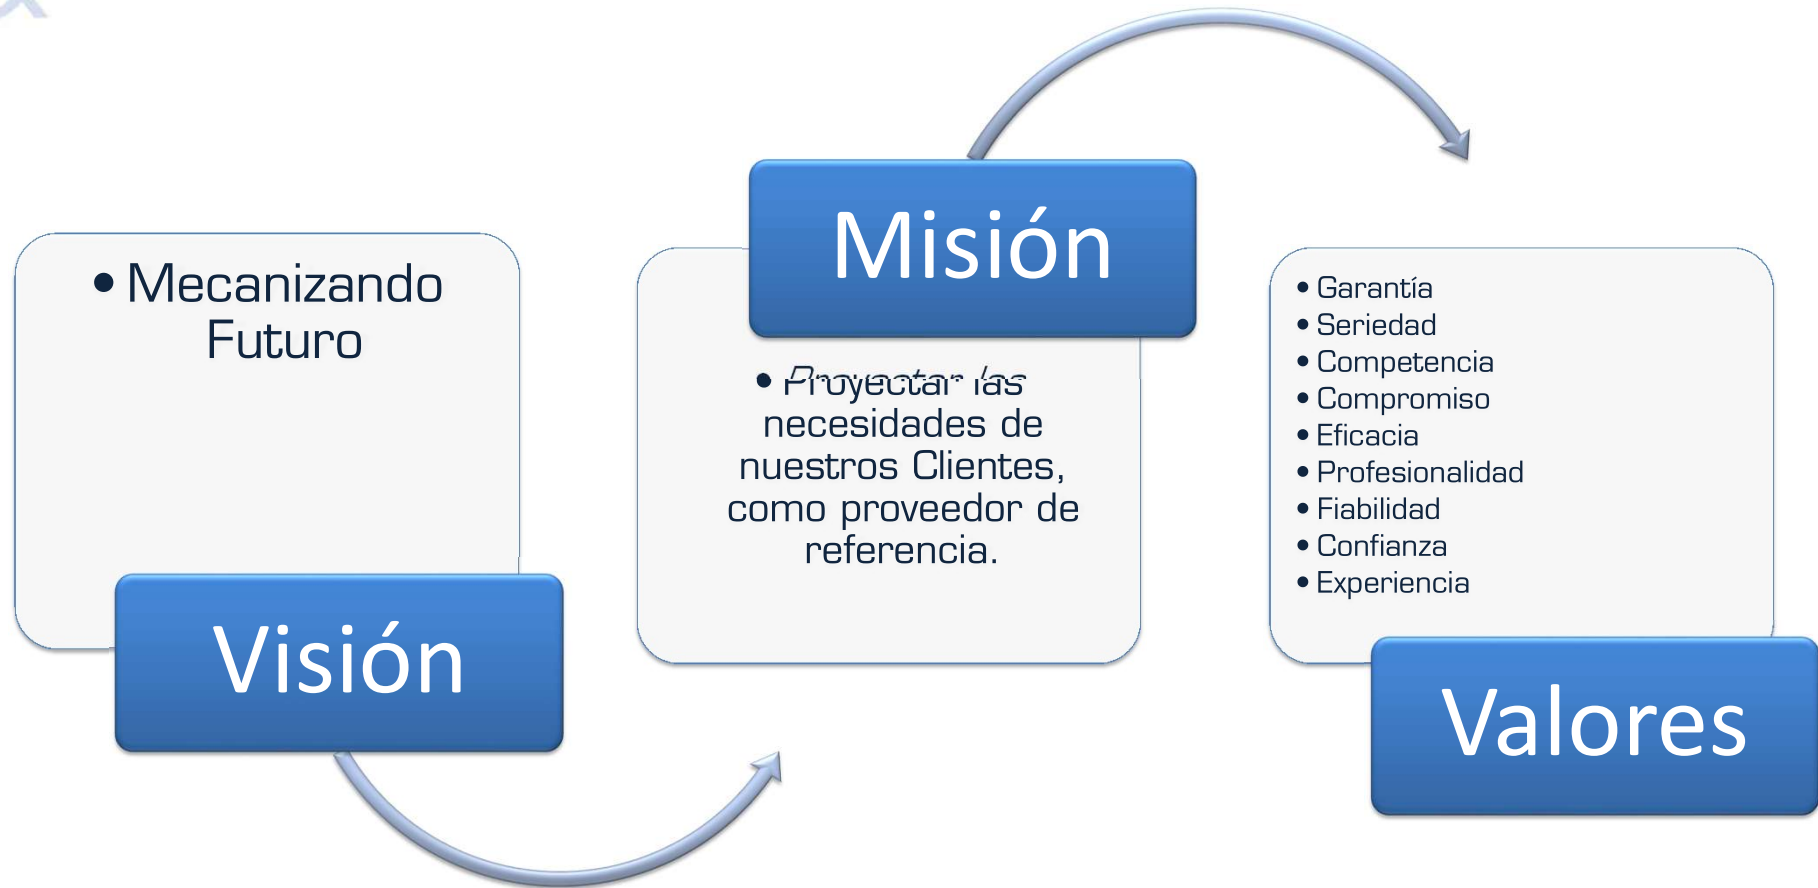 • Mecanizando
Futuro
Visión
Misión
• Proyectar las
necesidades de
nuestros Clientes,
como proveedor de
referencia.
• Garantía
• Seriedad
• Competencia
• Compromiso
• Eficacia
• Profesionalidad
• Fiabilidad
• Confianza
• Experiencia
Valores